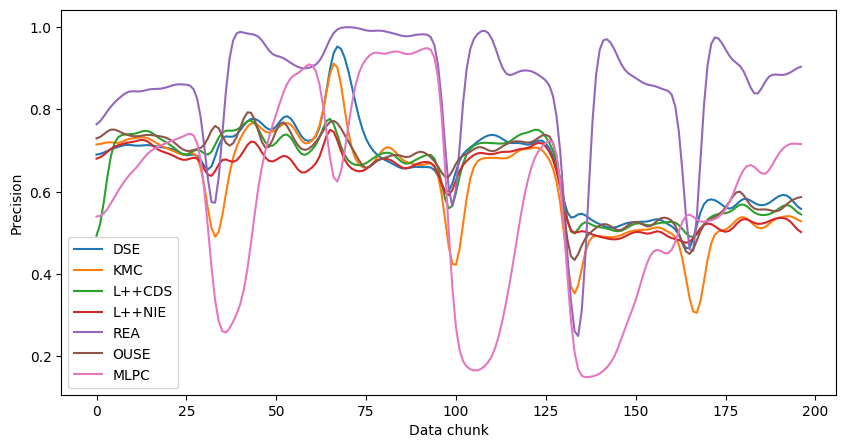 1.0
0.8
0.6
0.4
0.2
Precision
DSE
KMC
L++CDS
L++NIE
REA
OUSE
MLPC
0 25 50 75 100 125 150 175 200
Data chunk